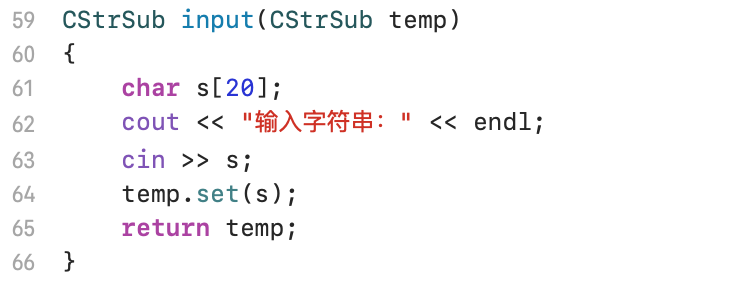 59 CStrSub input(CStrSub temp)
60 {
61     char s[20];
62     cout << "输入字符串：" << endl;
63     cin >> s;
64     temp.set(s);
65     return temp;
66 }